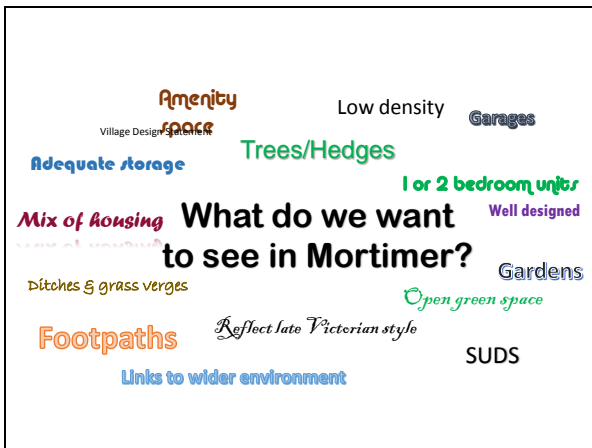 Amenity
space
Low density
Garages
Village Design Statement
Trees/Hedges
Adequate storage
1 or 2 bedroom units
Mix of housing
What do we want
to see in Mortimer?
Well designed
Gardens
Ditches & grass verges
Open green space
Footpaths
Reflect late Victorian style
SUDS
Links to wider environment